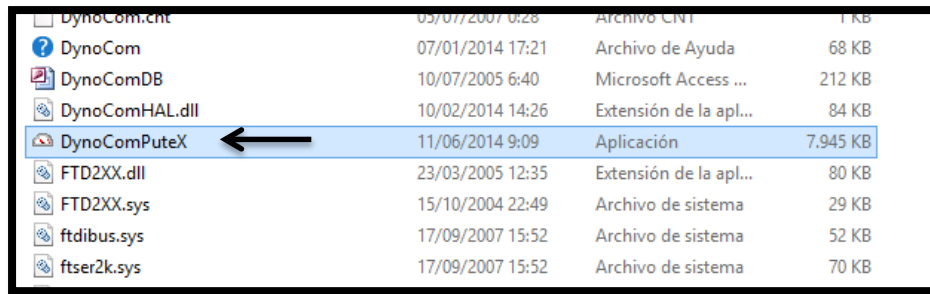 DynoCom.cnt 05/07/2007 0:28 Archivo CNT 1 KB
DynoCom 07/01/2014 17:21 Archivo de Ayuda 68 KB
DynoComDB 10/07/2005 6:40 Microsoft Access ... 212 KB
DynoComHAL.dll 10/02/2014 14:26 Extensión de la apl... 84 KB
DynoComPuteX 11/06/2014 9:09 Aplicación 7.945 KB
FTD2XX.dll 23/03/2005 12:35 Extensión de la apl... 80 KB
FTD2XX.sys 15/10/2004 22:49 Archivo de sistema 29 KB
ftdibus.sys 17/09/2007 15:52 Archivo de sistema 52 KB
ftser2k.sys 17/09/2007 15:52 Archivo de sistema 70 KB